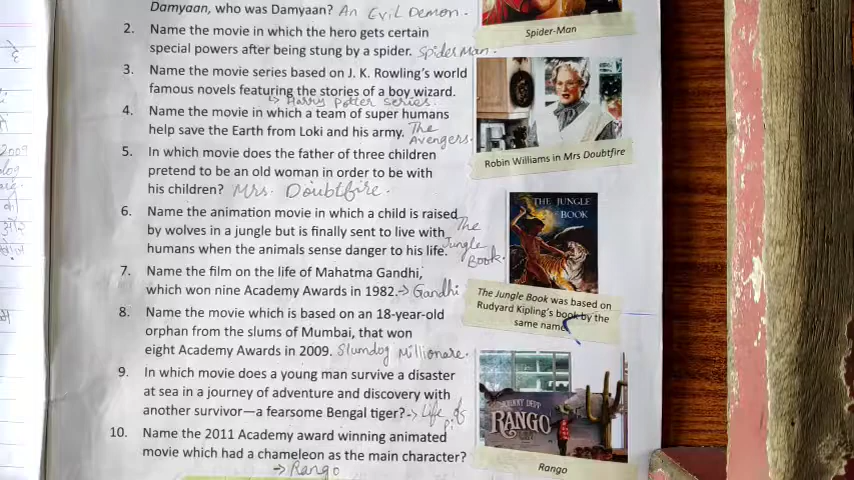 Damyaan, who was Damyaan? An Evil Demon.
2. Name the movie in which the hero gets certain
special powers after being stung by a spider. Spider Man.
3. Name the movie series based on J. K. Rowling's world
famous novels featuring the stories of a boy wizard.
→ Harry Potter Series.
4. Name the movie in which a team of super humans
help save the Earth from Loki and his army. The
Avengers.
5. In which movie does the father of three children
pretend to be an old woman in order to be with
his children? Mrs. Doubtfire.
6. Name the animation movie in which a child is raised
by wolves in a jungle but is finally sent to live with
humans when the animals sense danger to his life. The
Jungle
Book.
7. Name the film on the life of Mahatma Gandhi,
which won nine Academy Awards in 1982. → Gandhi
8. Name the movie which is based on an 18-year-old
orphan from the slums of Mumbai, that won
eight Academy Awards in 2009. Slumdog Millionare.
9. In which movie does a young man survive a disaster
at sea in a journey of adventure and discovery with
another survivor—a fearsome Bengal tiger? → Life of
Pi.
10. Name the 2011 Academy award winning animated
movie which had a chameleon as the main character?
→ Rango
Spider-Man
Robin Williams in Mrs Doubtfire
THE JUNGLE
BOOK
The Jungle Book was based on
Rudyard Kipling's book by the
same name.
JOHNNY DEPP
RANGO
Rango
2009